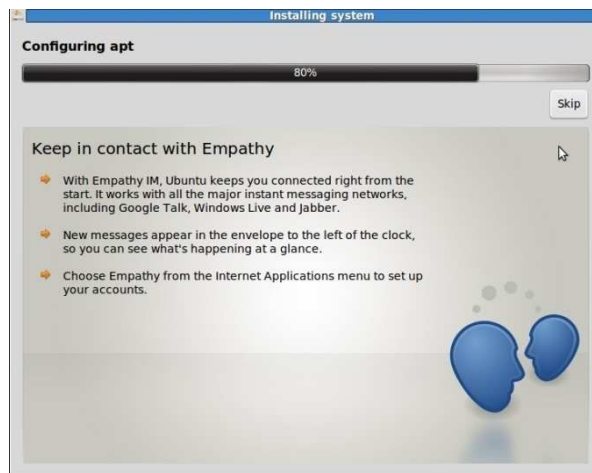 Installing system
Configuring apt
80%
Skip
Keep in contact with Empathy
With Empathy IM, Ubuntu keeps you connected right from the
start. It works with all the major instant messaging networks,
including Google Talk, Windows Live and Jabber.
New messages appear in the envelope to the left of the clock,
so you can see what's happening at a glance.
Choose Empathy from the Internet Applications menu to set up
your accounts.